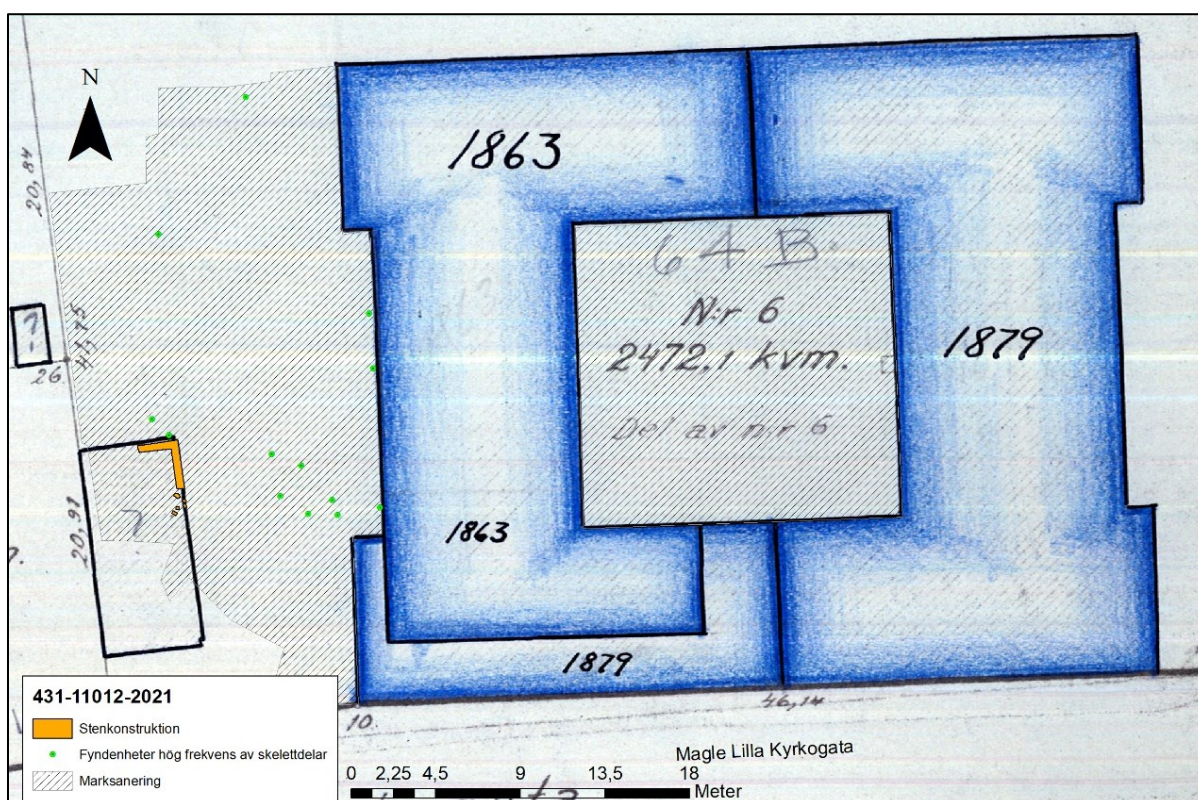 N
1863
20,84
64 B.
N:r 6
2472,1 kvm.
Del av n:r 6
1879
?
41,75
26
1863
20,91
?
7.
1879
46,14
10.
431-11012-2021
Stenkonstruktion
Fyndenheter hög frekvens av skelettdelar
Marksanering
Magle Lilla Kyrkogata
0 2,25 4,5 9 13,5 18
Meter